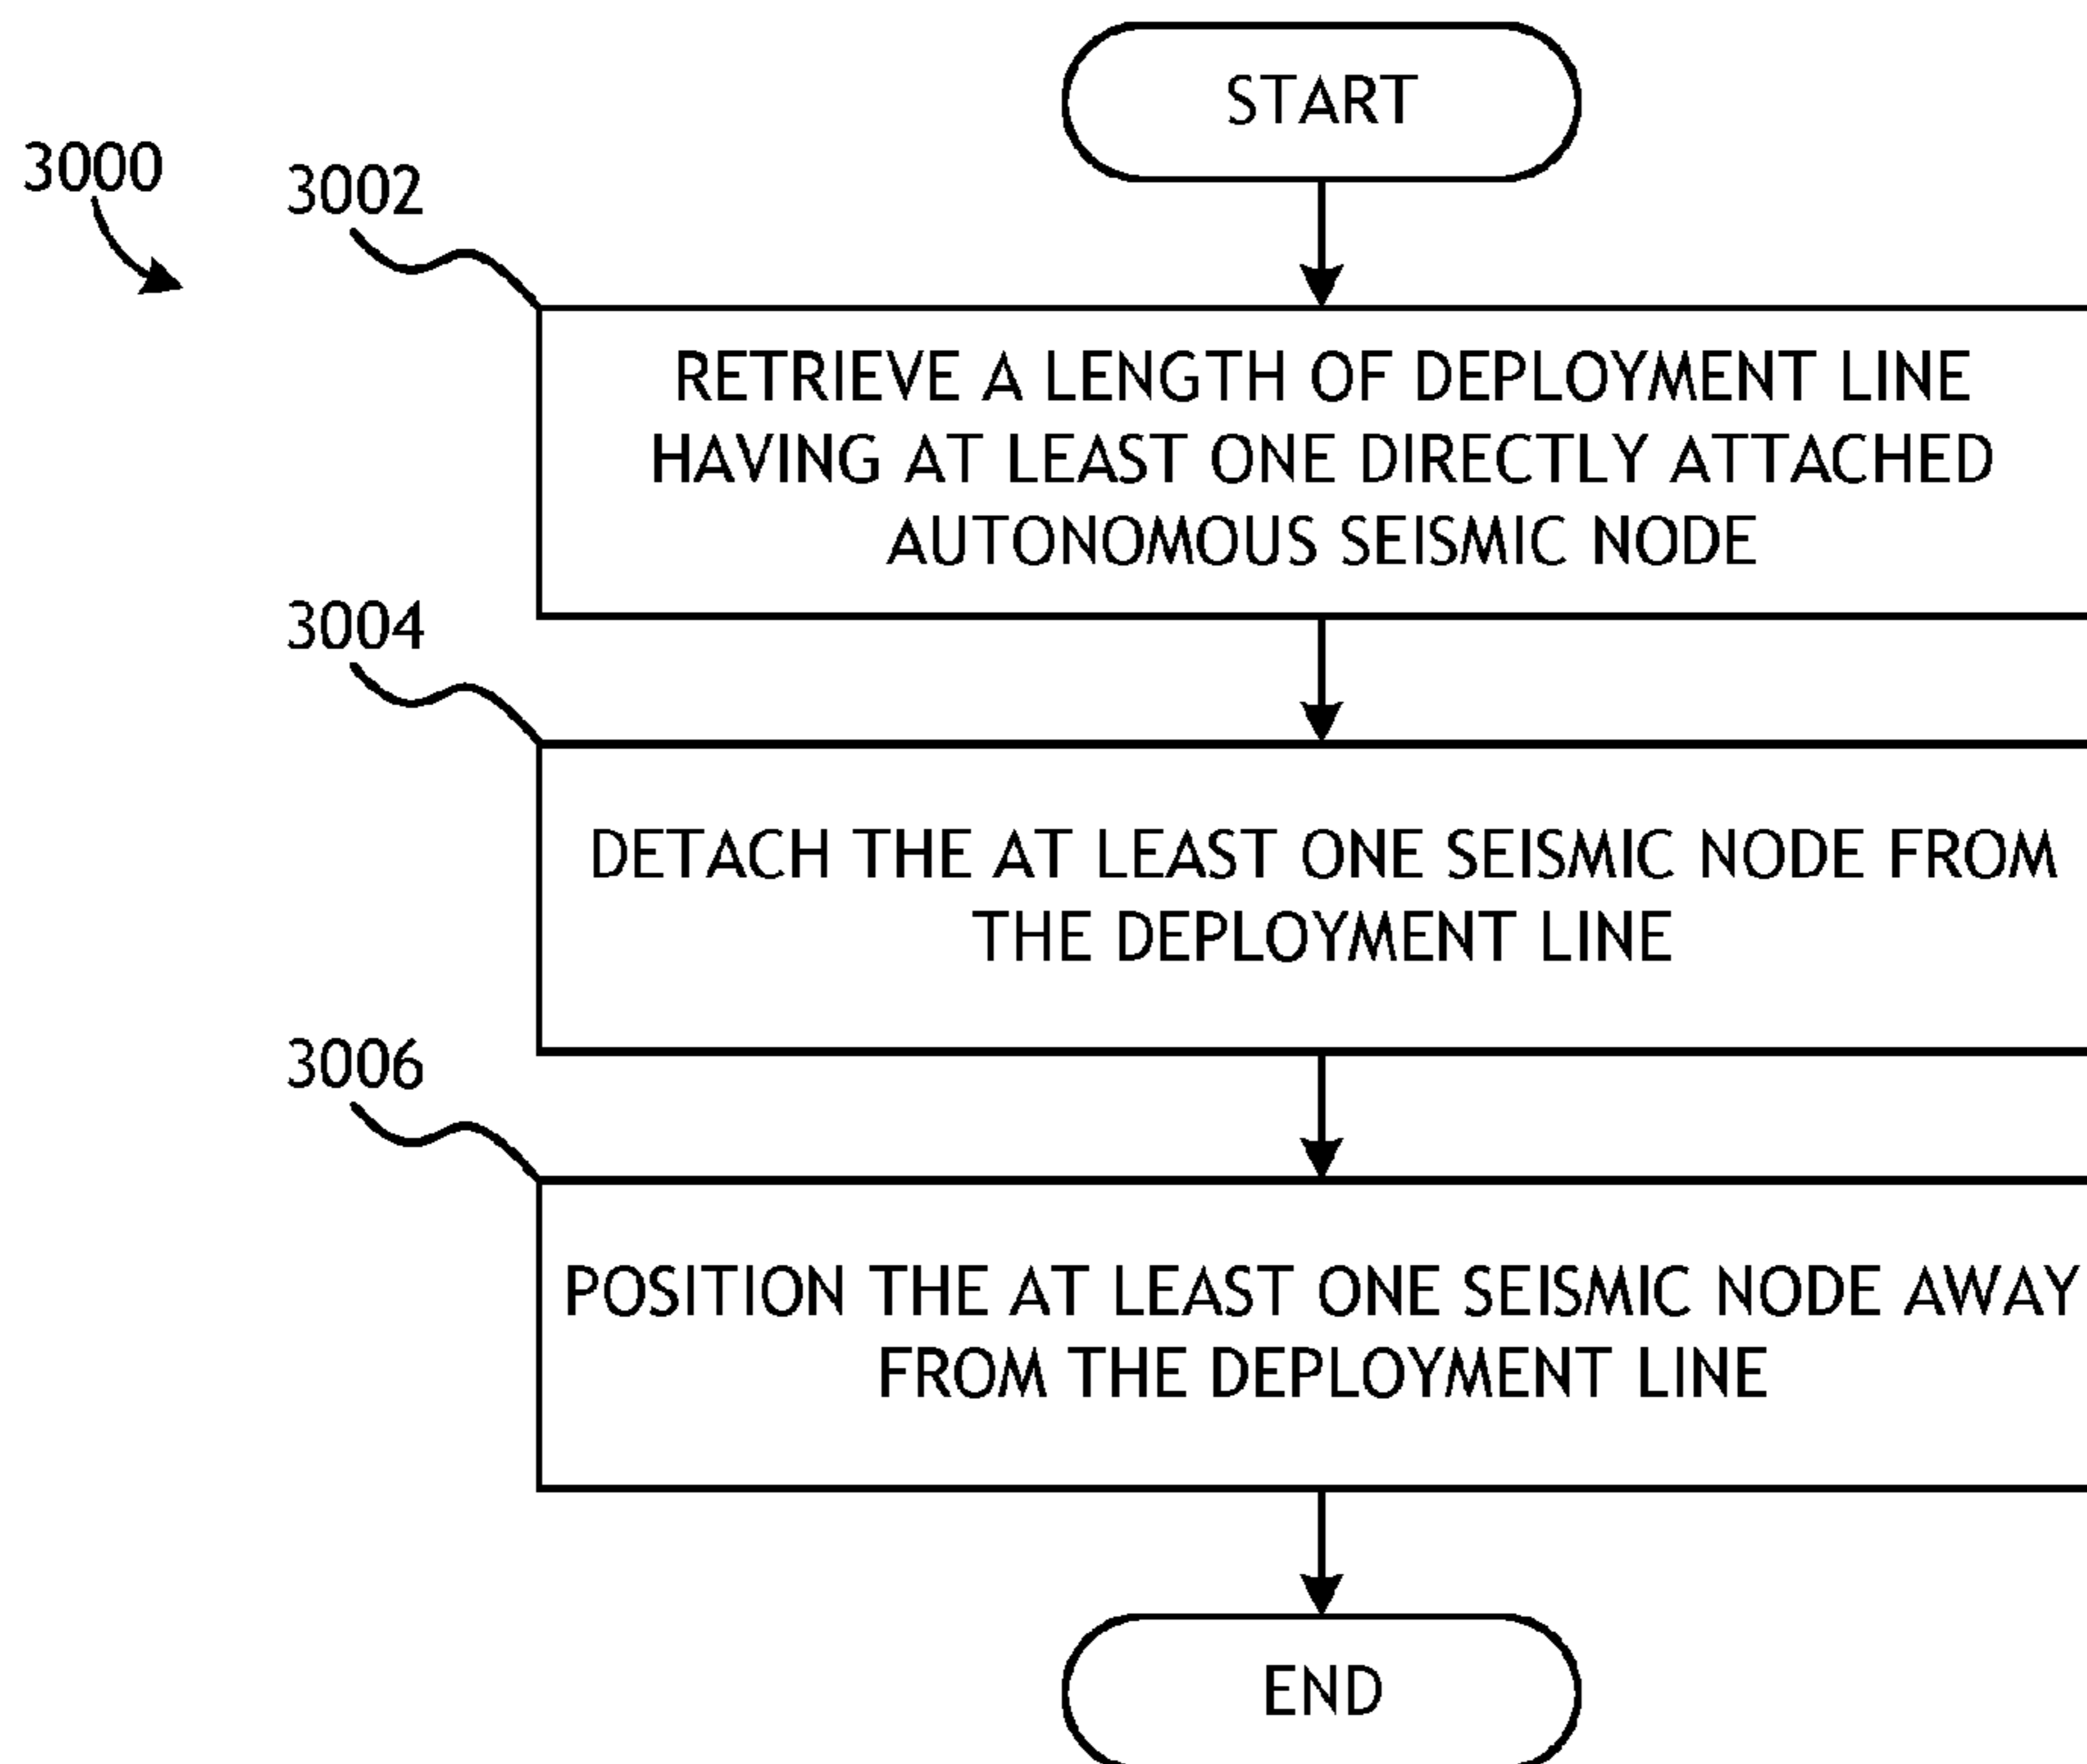 START
3000
3002
RETRIEVE A LENGTH OF DEPLOYMENT LINE
HAVING AT LEAST ONE DIRECTLY ATTACHED
AUTONOMOUS SEISMIC NODE
3004
DETACH THE AT LEAST ONE SEISMIC NODE FROM
THE DEPLOYMENT LINE
3006
POSITION THE AT LEAST ONE SEISMIC NODE AWAY
FROM THE DEPLOYMENT LINE
END